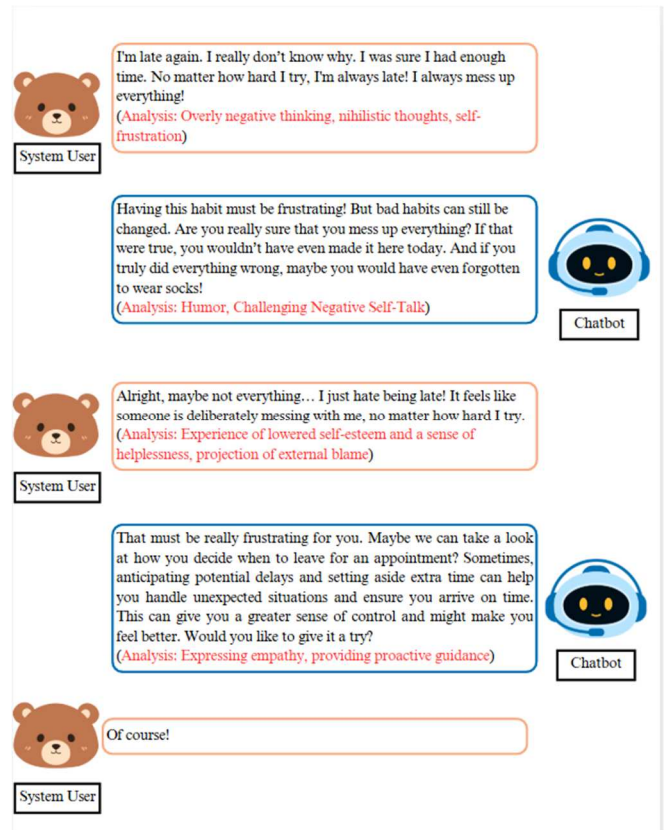 I'm late again. I really don't know why. I was sure I had enough
time. No matter how hard I try, I'm always late! I always mess up
everything!
(Analysis: Overly negative thinking, nihilistic thoughts, self-
frustration)
System User
Having this habit must be frustrating! But bad habits can still be
changed. Are you really sure that you mess up everything? If that
were true, you wouldn't have even made it here today. And if you
truly did everything wrong, maybe you would have even forgotten
to wear socks!
(Analysis: Humor, Challenging Negative Self-Talk)
Chatbot
Alright, maybe not everything… I just hate being late! It feels like
someone is deliberately messing with me, no matter how hard I try.
(Analysis: Experience of lowered self-esteem and a sense of
helplessness, projection of external blame)
System User
That must be really frustrating for you. Maybe we can take a look
at how you decide when to leave for an appointment? Sometimes,
anticipating potential delays and setting aside extra time can help
you handle unexpected situations and ensure you arrive on time.
This can give you a greater sense of control and might make you
feel better. Would you like to give it a try?
(Analysis: Expressing empathy, providing proactive guidance)
Chatbot
Of course!
System User